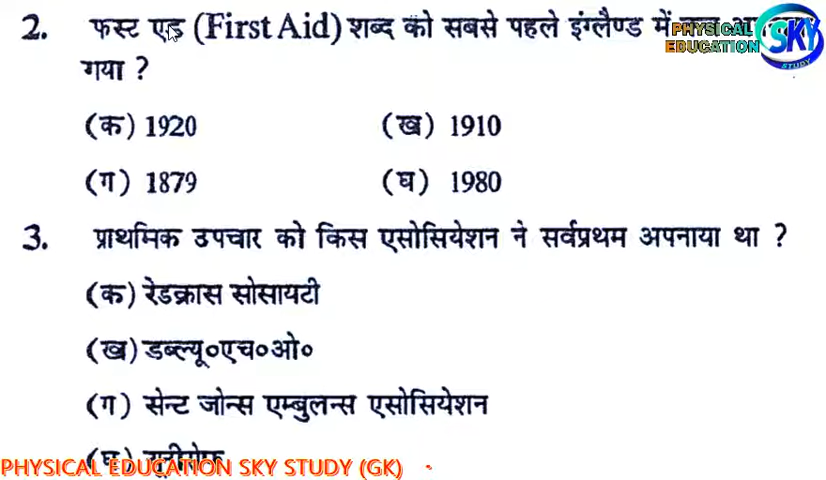 2. फस्ट एड (First Aid) शब्द को सबसे पहले इंग्लैण्ड में
PHYSICAL EDUCATION SKY STUDY
गया ?
(क) 1920 (ख) 1910
(ग) 1879 (घ) 1980
3. प्राथमिक उपचार को किस एसोसियेशन ने सर्वप्रथम अपनाया था ?
(क) रेडक्रास सोसायटी
(ख) डब्ल्यू०एच०ओ०
(ग) सेन्ट जोन्स एम्बुलन्स एसोसियेशन
(घ)
PHYSICAL EDUCATION SKY STUDY (GK)